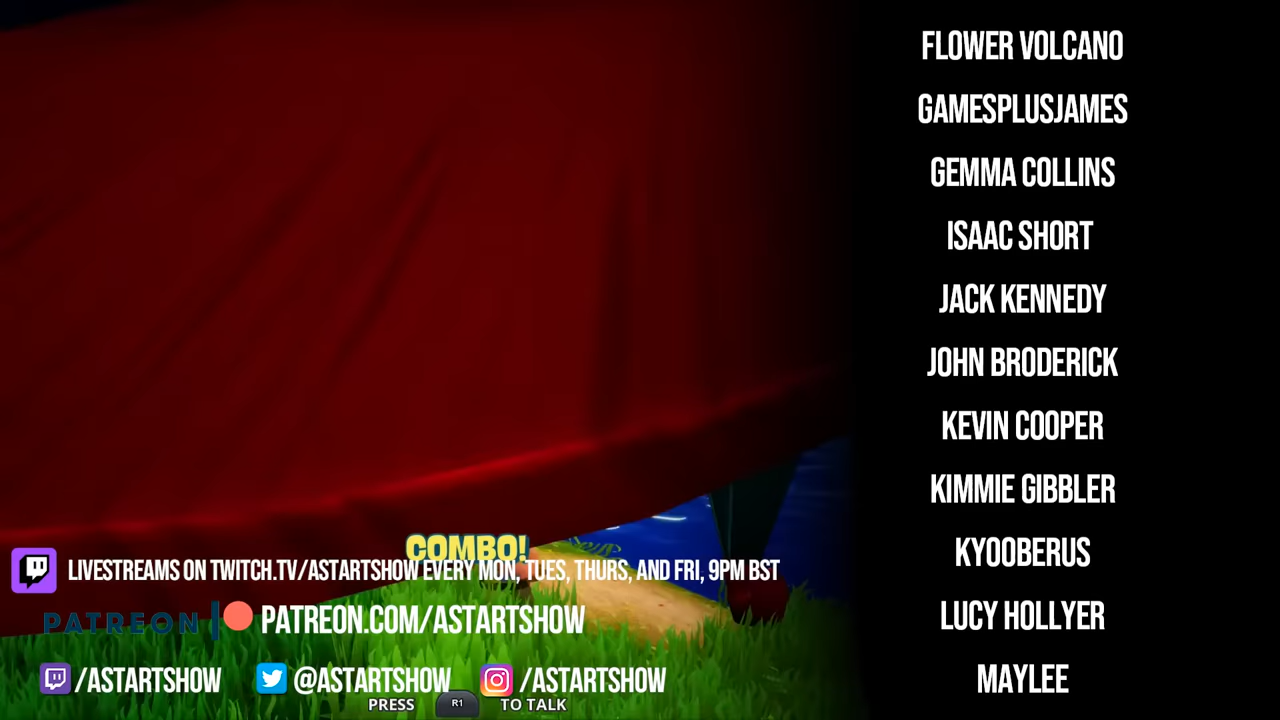 FLOWER VOLCANO
GAMESPLUSJAMES
GEMMA COLLINS
ISAAC SHORT
JACK KENNEDY
JOHN BRODERICK
KEVIN COOPER
KIMMIE GIBBLER
KYOOBERUS
LUCY HOLLYER
MAYLEE
COMBO!
LIVESTREAMS ON TWITCH.TV/ASTARTSHOW EVERY MON, TUES, THURS, AND FRI, 9PM BST
PATREON PATREON.COM/ASTARTSHOW
/ASTARTSHOW @ASTARTSHOW /ASTARTSHOW
PRESS R1 TO TALK